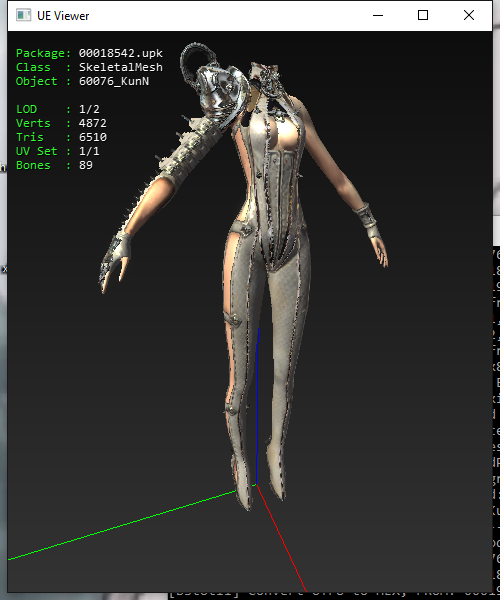 UE Viewer
Package: 00018542.upk
Class : SkeletalMesh
Object : 60076_KunN
LOD : 1/2
Verts : 4872
Tris : 6510
UV Set : 1/1
Bones : 89